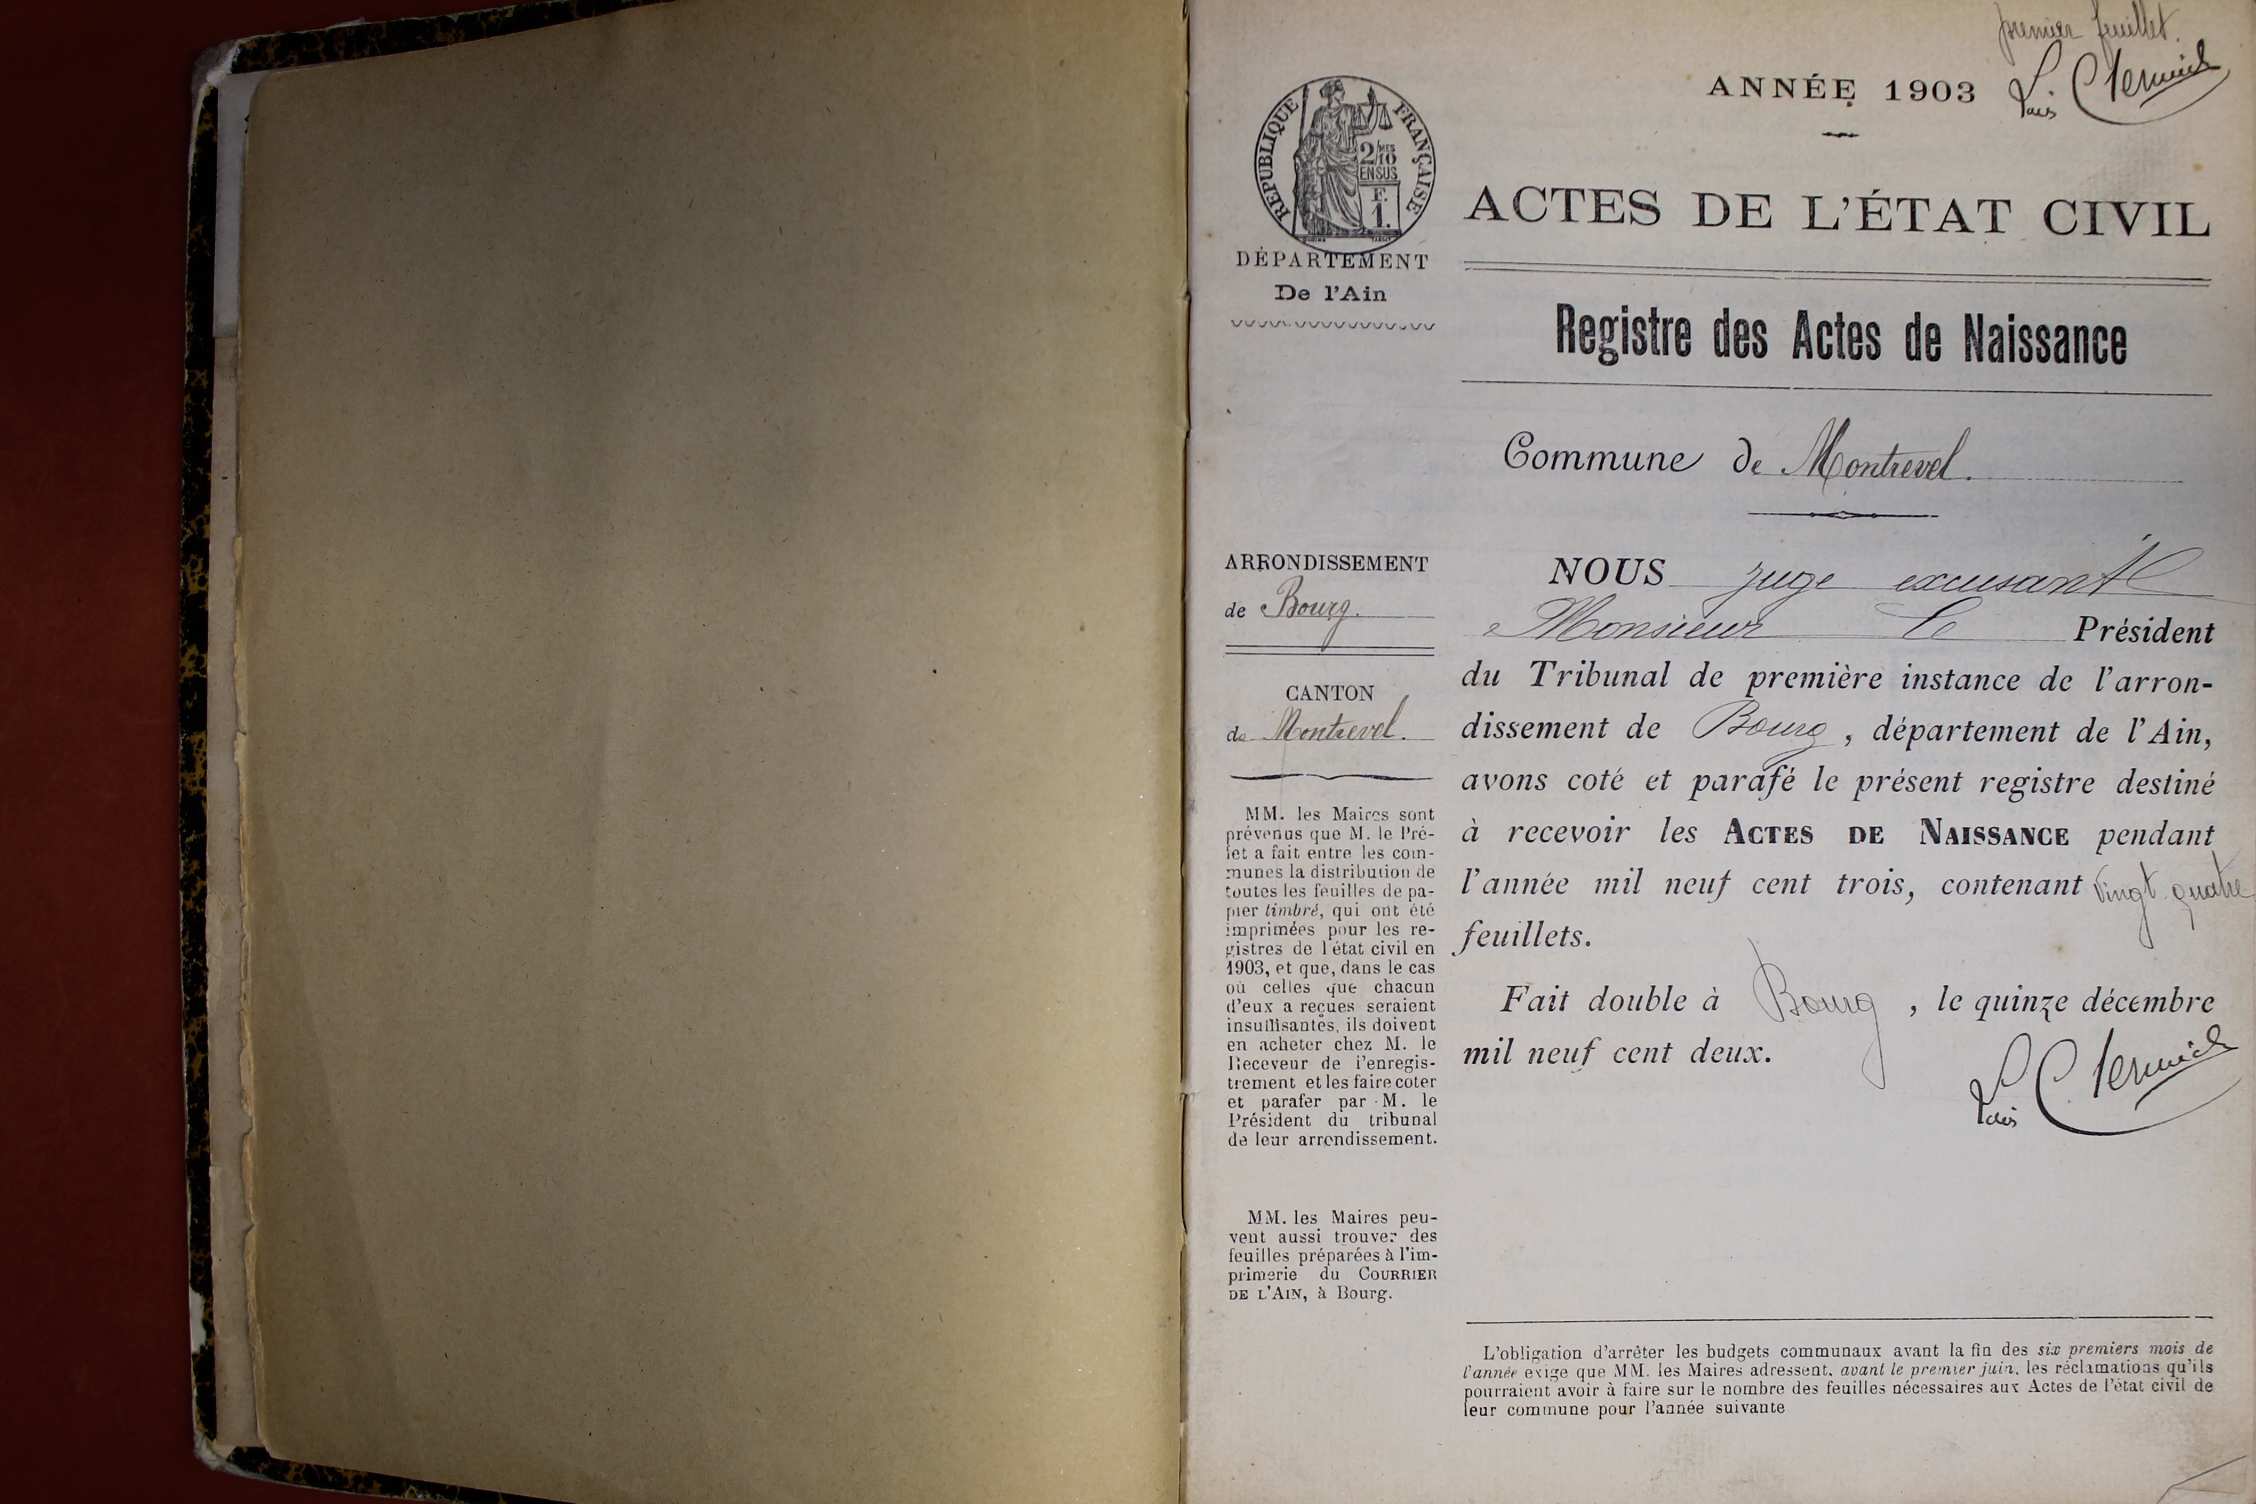 premier feuillet.
ANNÉE 1903
RÉPUBLIQUE FRANÇAISE
2/10 MES
EN SUS
F.
1.
ACTES DE L'ÉTAT CIVIL
DÉPARTEMENT
De l'Ain
Registre des Actes de Naissance
Commune de Montrevel.
ARRONDISSEMENT
de Bourg.
CANTON
de Montrevel.
MM. les Maires sont
prévenus que M. le Pré-
fet a fait entre les com-
munes la distribution de
toutes les feuilles de pa-
pier timbré, qui ont été
imprimées pour les re-
gistres de l'état civil en
1903, et que, dans le cas
où celles que chacun
d'eux a reçues seraient
insuffisantes, ils doivent
en acheter chez M. le
Receveur de l'enregis-
trement et les faire coter
et parafer par M. le
Président du tribunal
de leur arrondissement.
MM. les Maires peu-
vent aussi trouver des
feuilles préparées à l'im-
primerie du COURRIER
DE L'AIN, à Bourg.
NOUS juge excusant
Monsieur le Président
du Tribunal de première instance de l'arron-
dissement de Bourg, département de l'Ain,
avons coté et parafé le présent registre destiné
à recevoir les ACTES DE NAISSANCE pendant
l'année mil neuf cent trois, contenant vingt quatre
feuillets.
Fait double à Bourg, le quinze décembre
mil neuf cent deux.
L'obligation d'arrêter les budgets communaux avant la fin des six premiers mois de
l'année exige que MM. les Maires adressent, avant le premier juin, les réclamations qu'ils
pourraient avoir à faire sur le nombre des feuilles nécessaires aux Actes de l'état civil de
leur commune pour l'année suivante